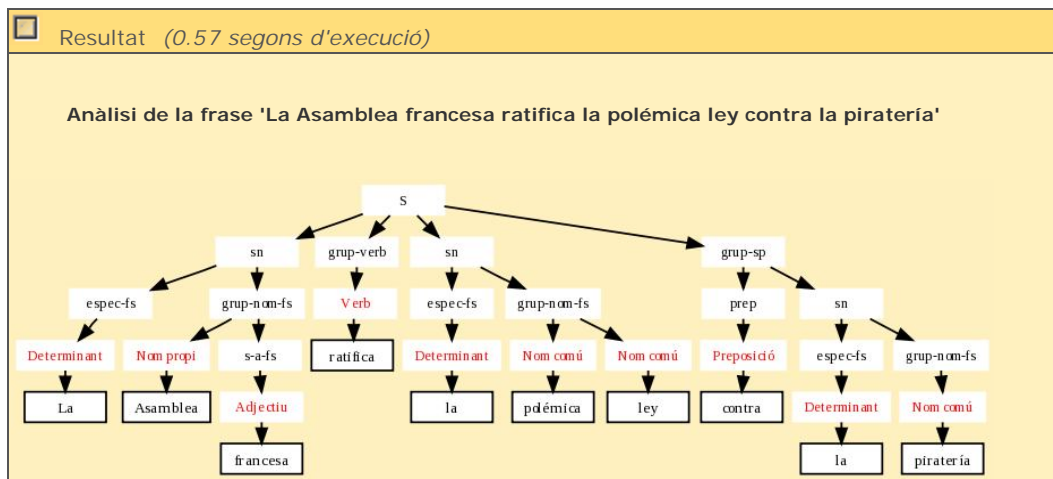 Resultat (0.57 segons d'execució)
Anàlisi de la frase 'La Asamblea francesa ratifica la polémica ley contra la piratería'
S
sn grup-verb sn grup-sp
espec-fs grup-nom-fs Verb espec-fs grup-nom-fs prep sn
Determinant Nom propi s-a-fs ratifica Determinant Nom comú Nom comú Preposició espec-fs grup-nom-fs
La Asamblea Adjectiu la polémica ley contra Determinant Nom comú
francesa la piratería